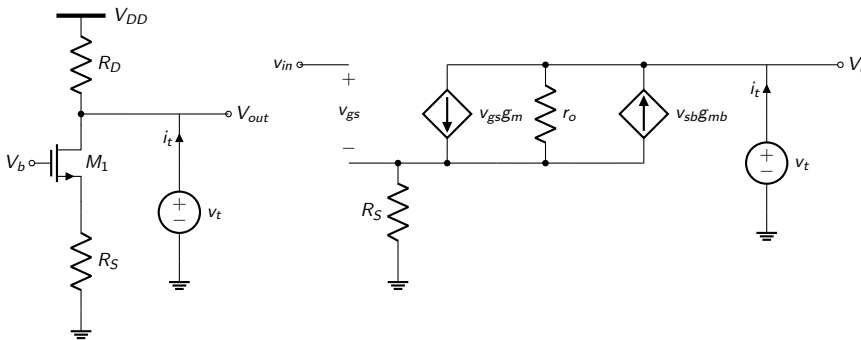 V_DD
R_D
V_out
i_t
V_b
M_1
v_t
R_S
v_in
+
v_gs
−
v_gs g_m
r_o
v_sb g_mb
i_t
v_t
R_S